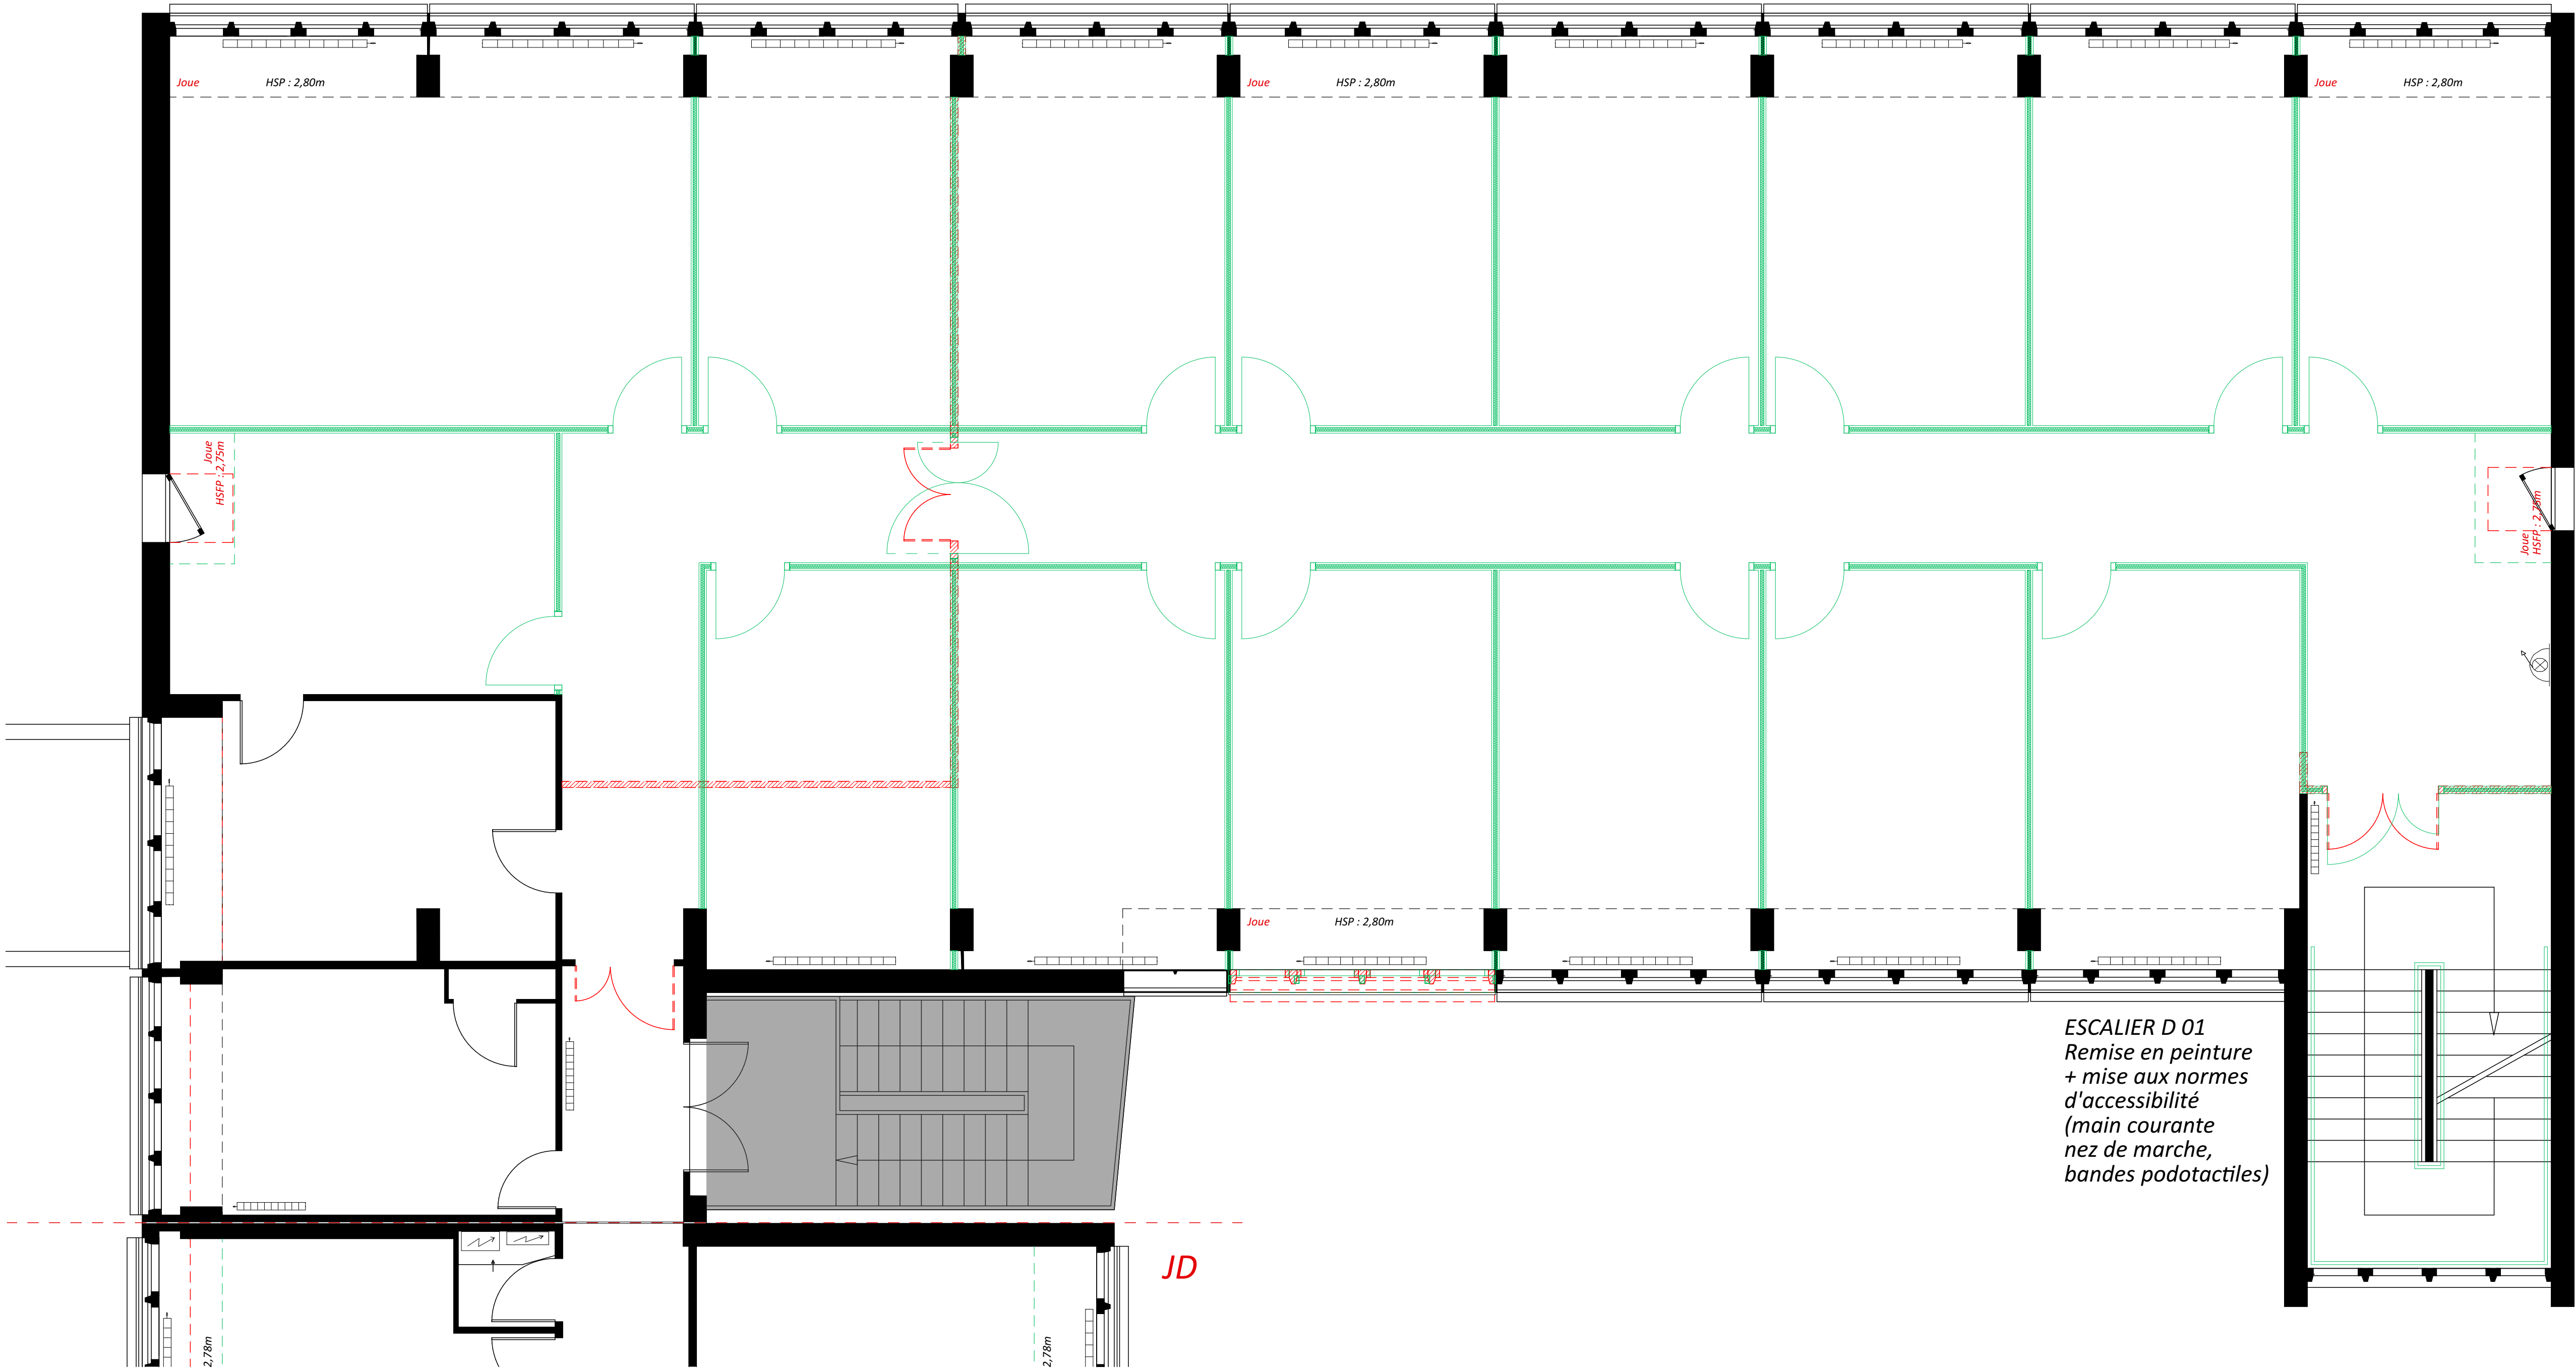 Joue
HSP : 2,80m
Joue
HSP : 2,80m
Joue
HSP : 2,80m
Joue
HSFP : 2,75m
Joue
HSFP : 2,75m
Joue
HSP : 2,80m
ESCALIER D 01
Remise en peinture
+ mise aux normes
d'accessibilité
(main courante
nez de marche,
bandes podotactiles)
JD
2,78m
2,78m